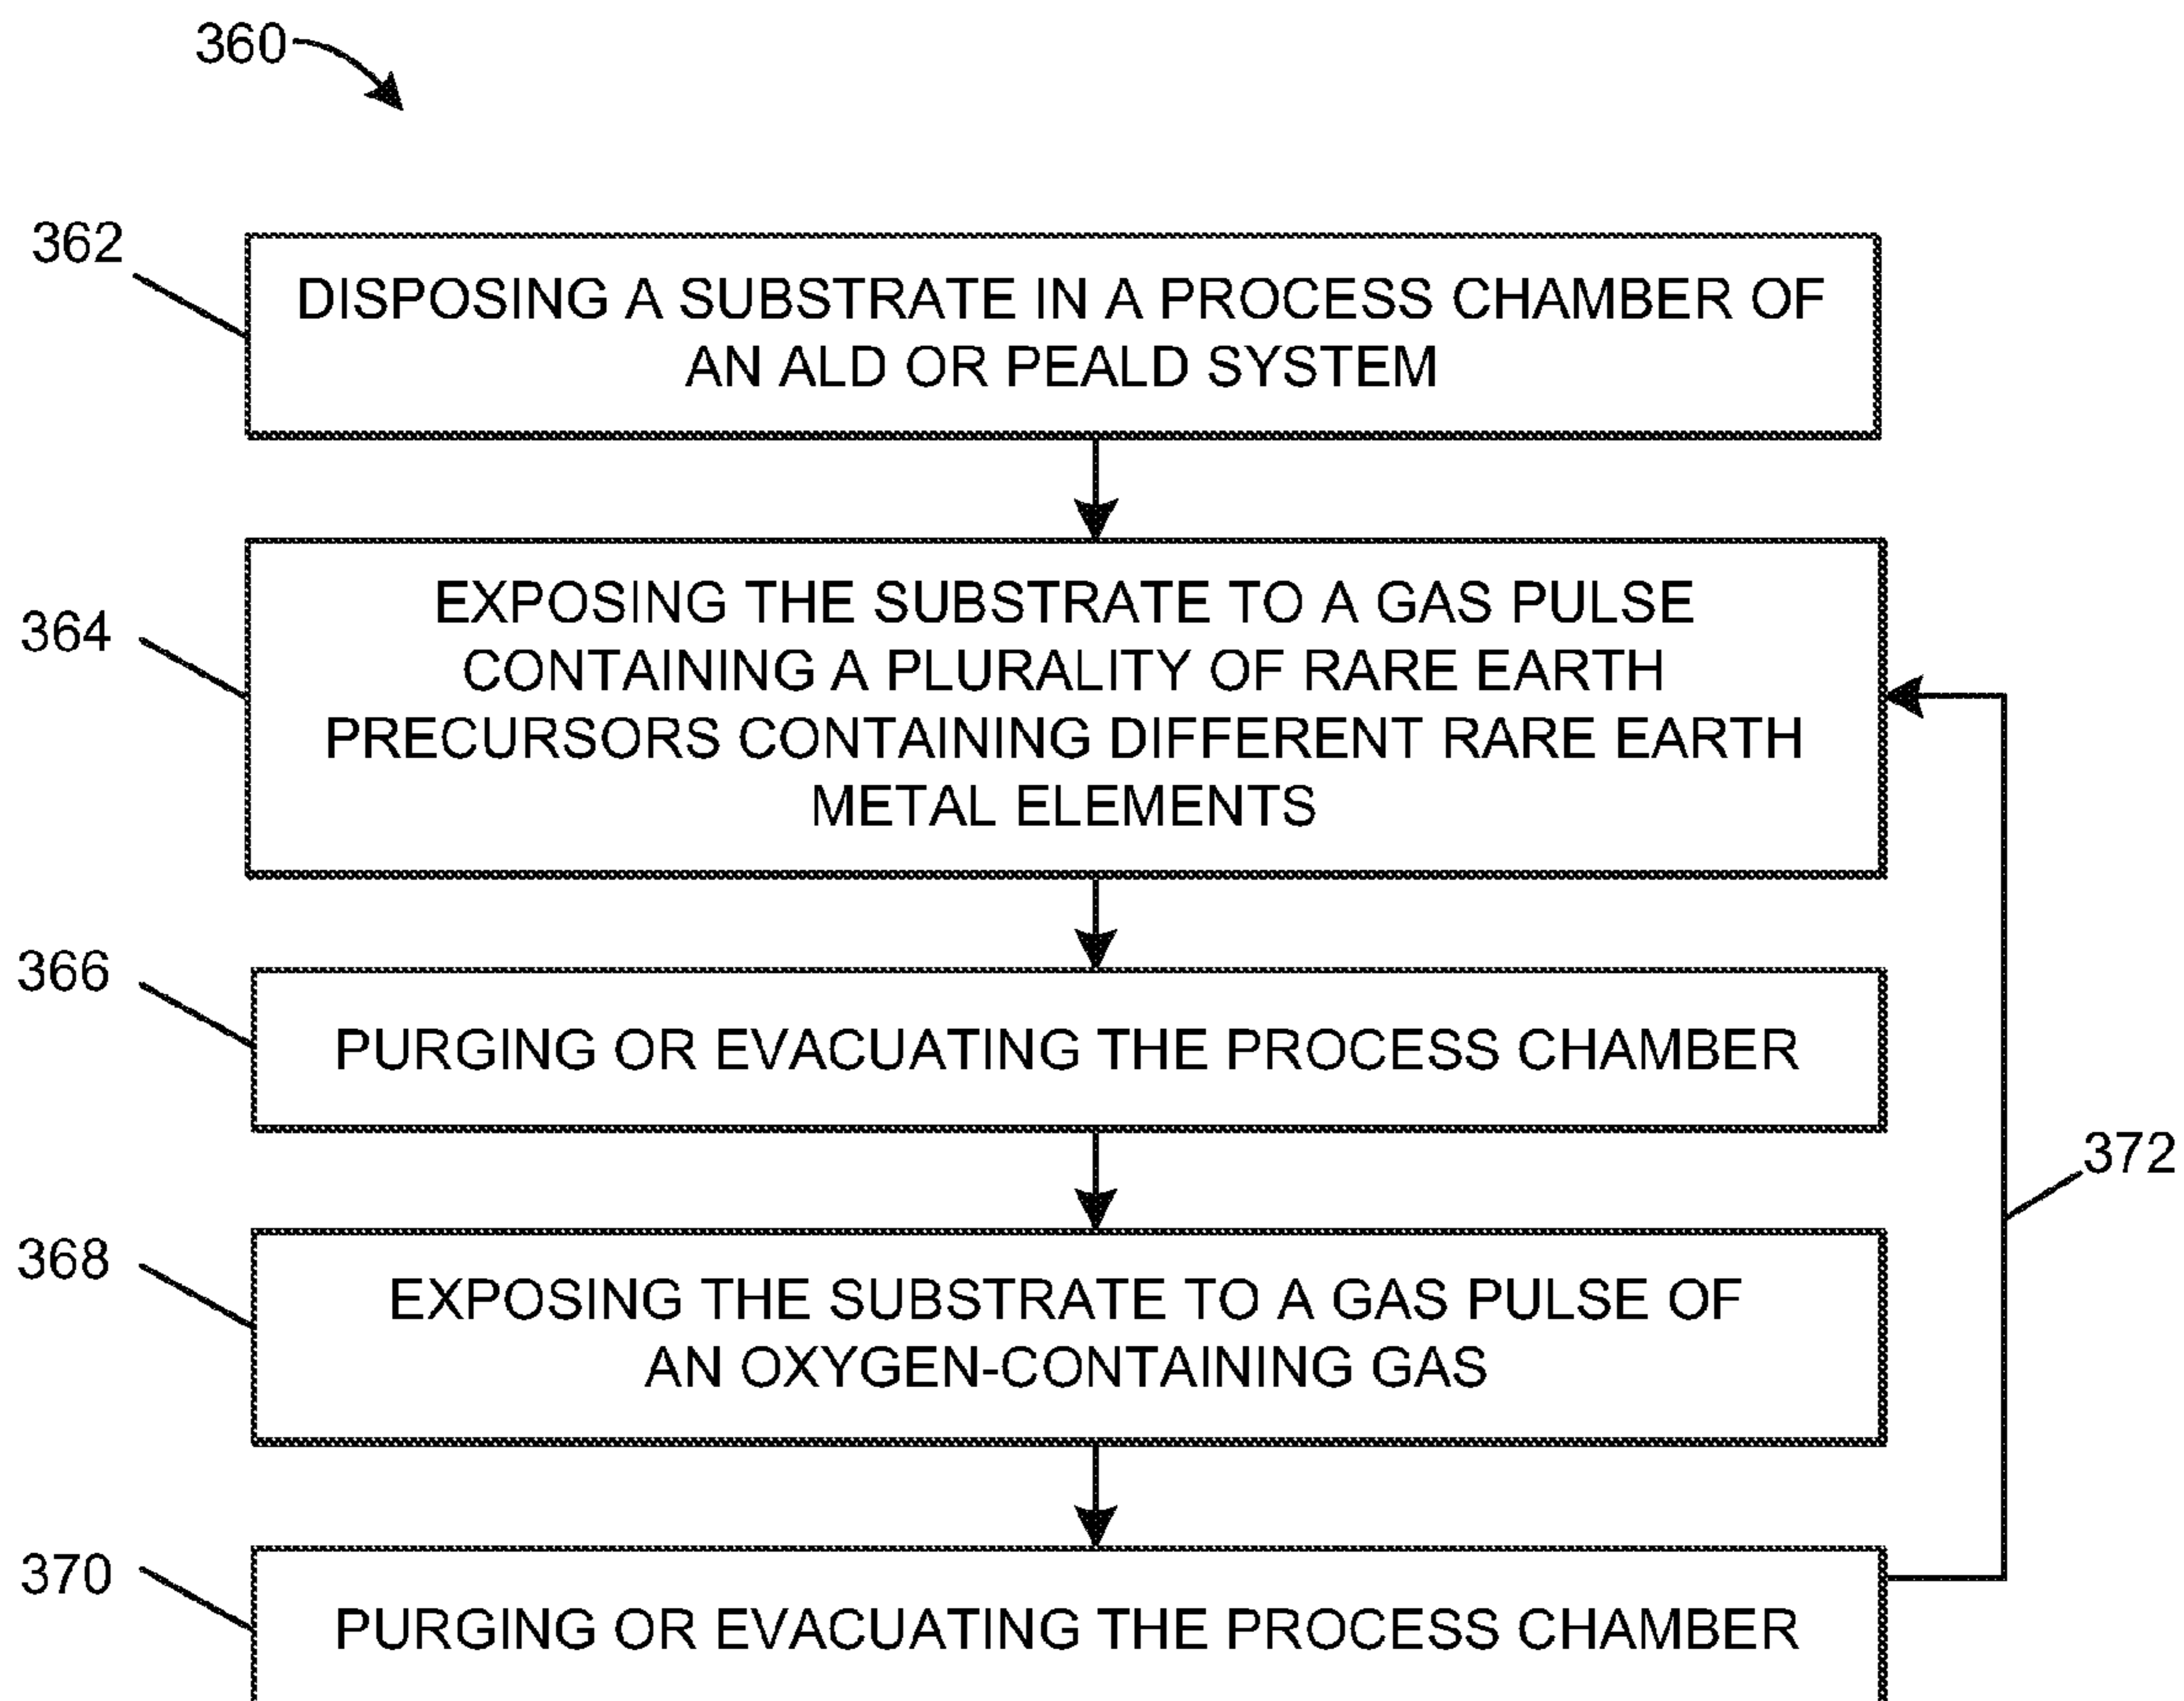 360
362
DISPOSING A SUBSTRATE IN A PROCESS CHAMBER OF
AN ALD OR PEALD SYSTEM
364
EXPOSING THE SUBSTRATE TO A GAS PULSE
CONTAINING A PLURALITY OF RARE EARTH
PRECURSORS CONTAINING DIFFERENT RARE EARTH
METAL ELEMENTS
366
PURGING OR EVACUATING THE PROCESS CHAMBER
372
368
EXPOSING THE SUBSTRATE TO A GAS PULSE OF
AN OXYGEN-CONTAINING GAS
370
PURGING OR EVACUATING THE PROCESS CHAMBER